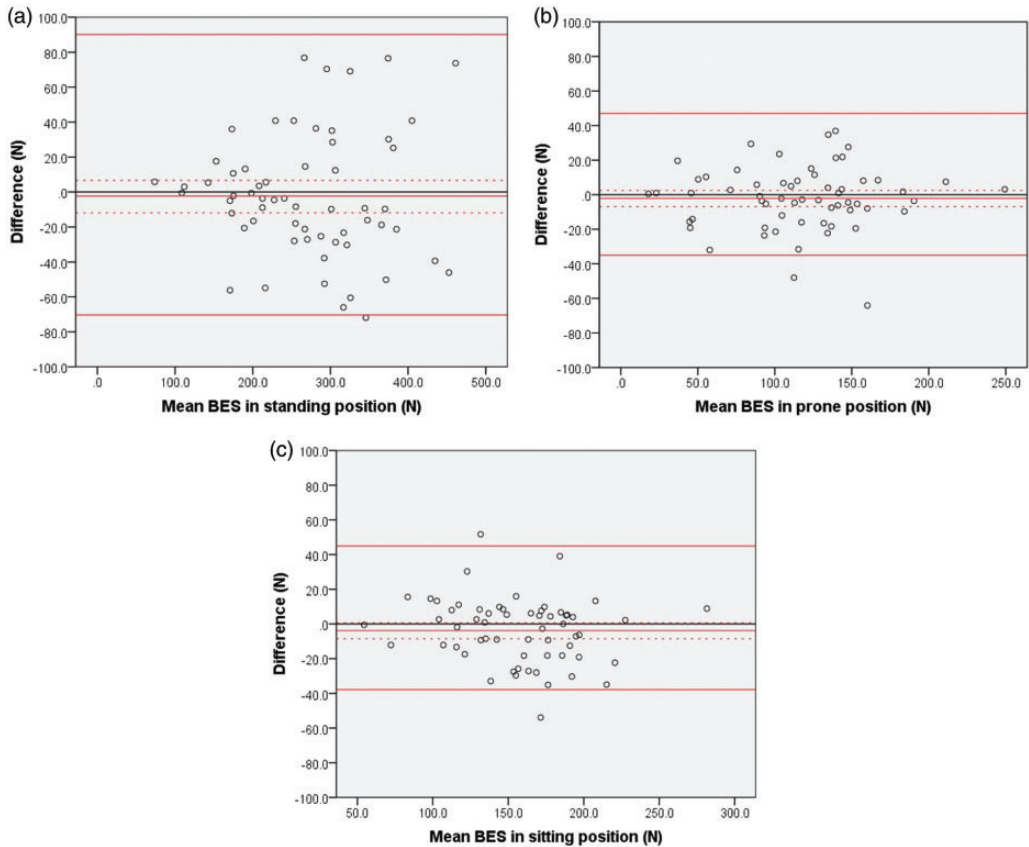 (a)
100.0
80.0
60.0
40.0
20.0
.0
-20.0
-40.0
-60.0
-80.0
-100.0
Difference (N)
.0 100.0 200.0 300.0 400.0 500.0
Mean BES in standing position (N)
(b)
100.0
80.0
60.0
40.0
20.0
.0
-20.0
-40.0
-60.0
-80.0
-100.0
Difference (N)
.0 50.0 100.0 150.0 200.0 250.0
Mean BES in prone position (N)
(c)
100.0
80.0
60.0
40.0
20.0
.0
-20.0
-40.0
-60.0
-80.0
-100.0
Difference (N)
50.0 100.0 150.0 200.0 250.0 300.0
Mean BES in sitting position (N)